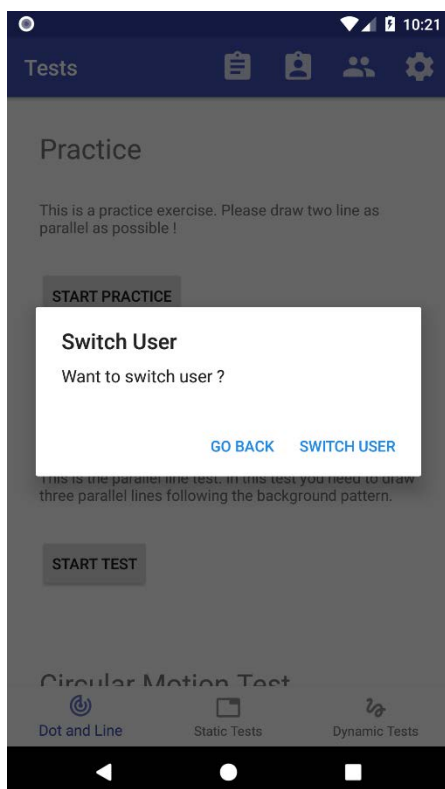 10:21
Tests
Practice
This is a practice exercise. Please draw two line as
parallel as possible !
START PRACTICE
Switch User
Want to switch user ?
GO BACK SWITCH USER
This is the parallel line test. In this test you need to draw
three parallel lines following the background pattern.
START TEST
Circular Motion Test
Dot and Line Static Tests Dynamic Tests